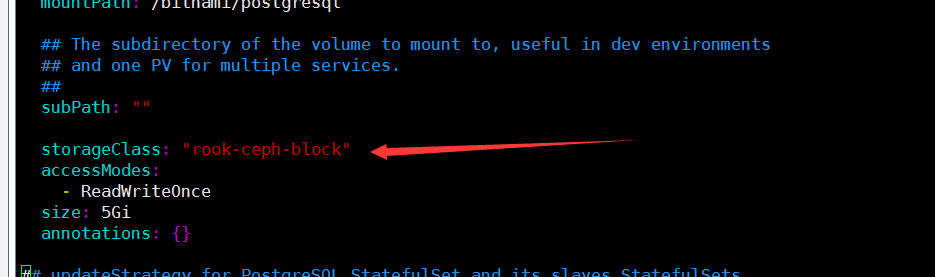 mountPath: /bitnami/postgresql
## The subdirectory of the volume to mount to, useful in dev environments
## and one PV for multiple services.
##
subPath: ""
storageClass: "rook-ceph-block"
accessModes:
- ReadWriteOnce
size: 5Gi
annotations: {}
## updateStrategy for PostgreSQL StatefulSet and its slaves StatefulSets